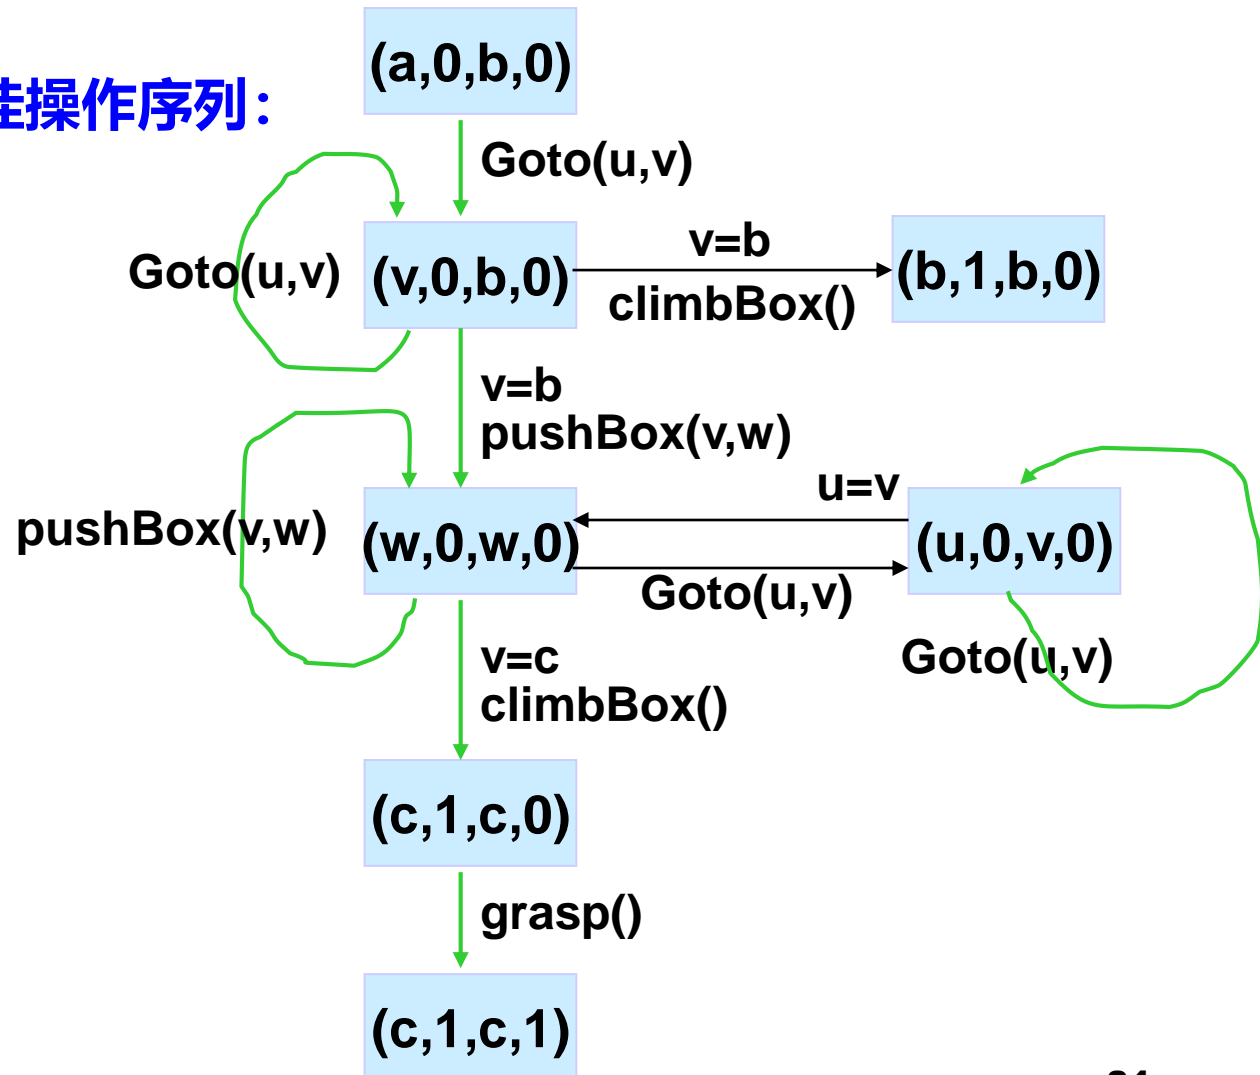 (a,0,b,0)
操作序列：
Goto(u,v)
v=b
Goto(u,v)
(v,0,b,0)
(b,1,b,0)
climbBox()
v=b
pushBox(v,w)
u=v
pushBox(v,w)
(w,0,w,0)
(u,0,v,0)
Goto(u,v)
v=c
Goto(u,v)
climbBox()
(c,1,c,0)
grasp()
(c,1,c,1)